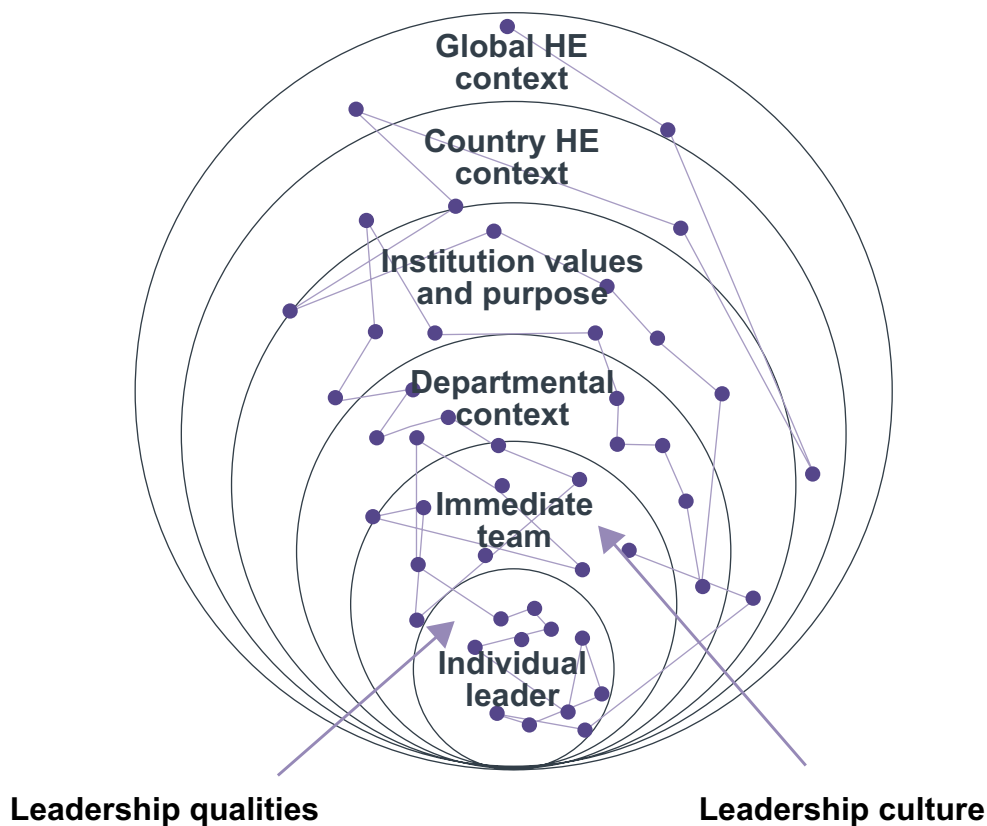 Global HE
context
Country HE
context
Institution values
and purpose
Departmental
context
Immediate
team
Individual
leader
Leadership qualities
Leadership culture